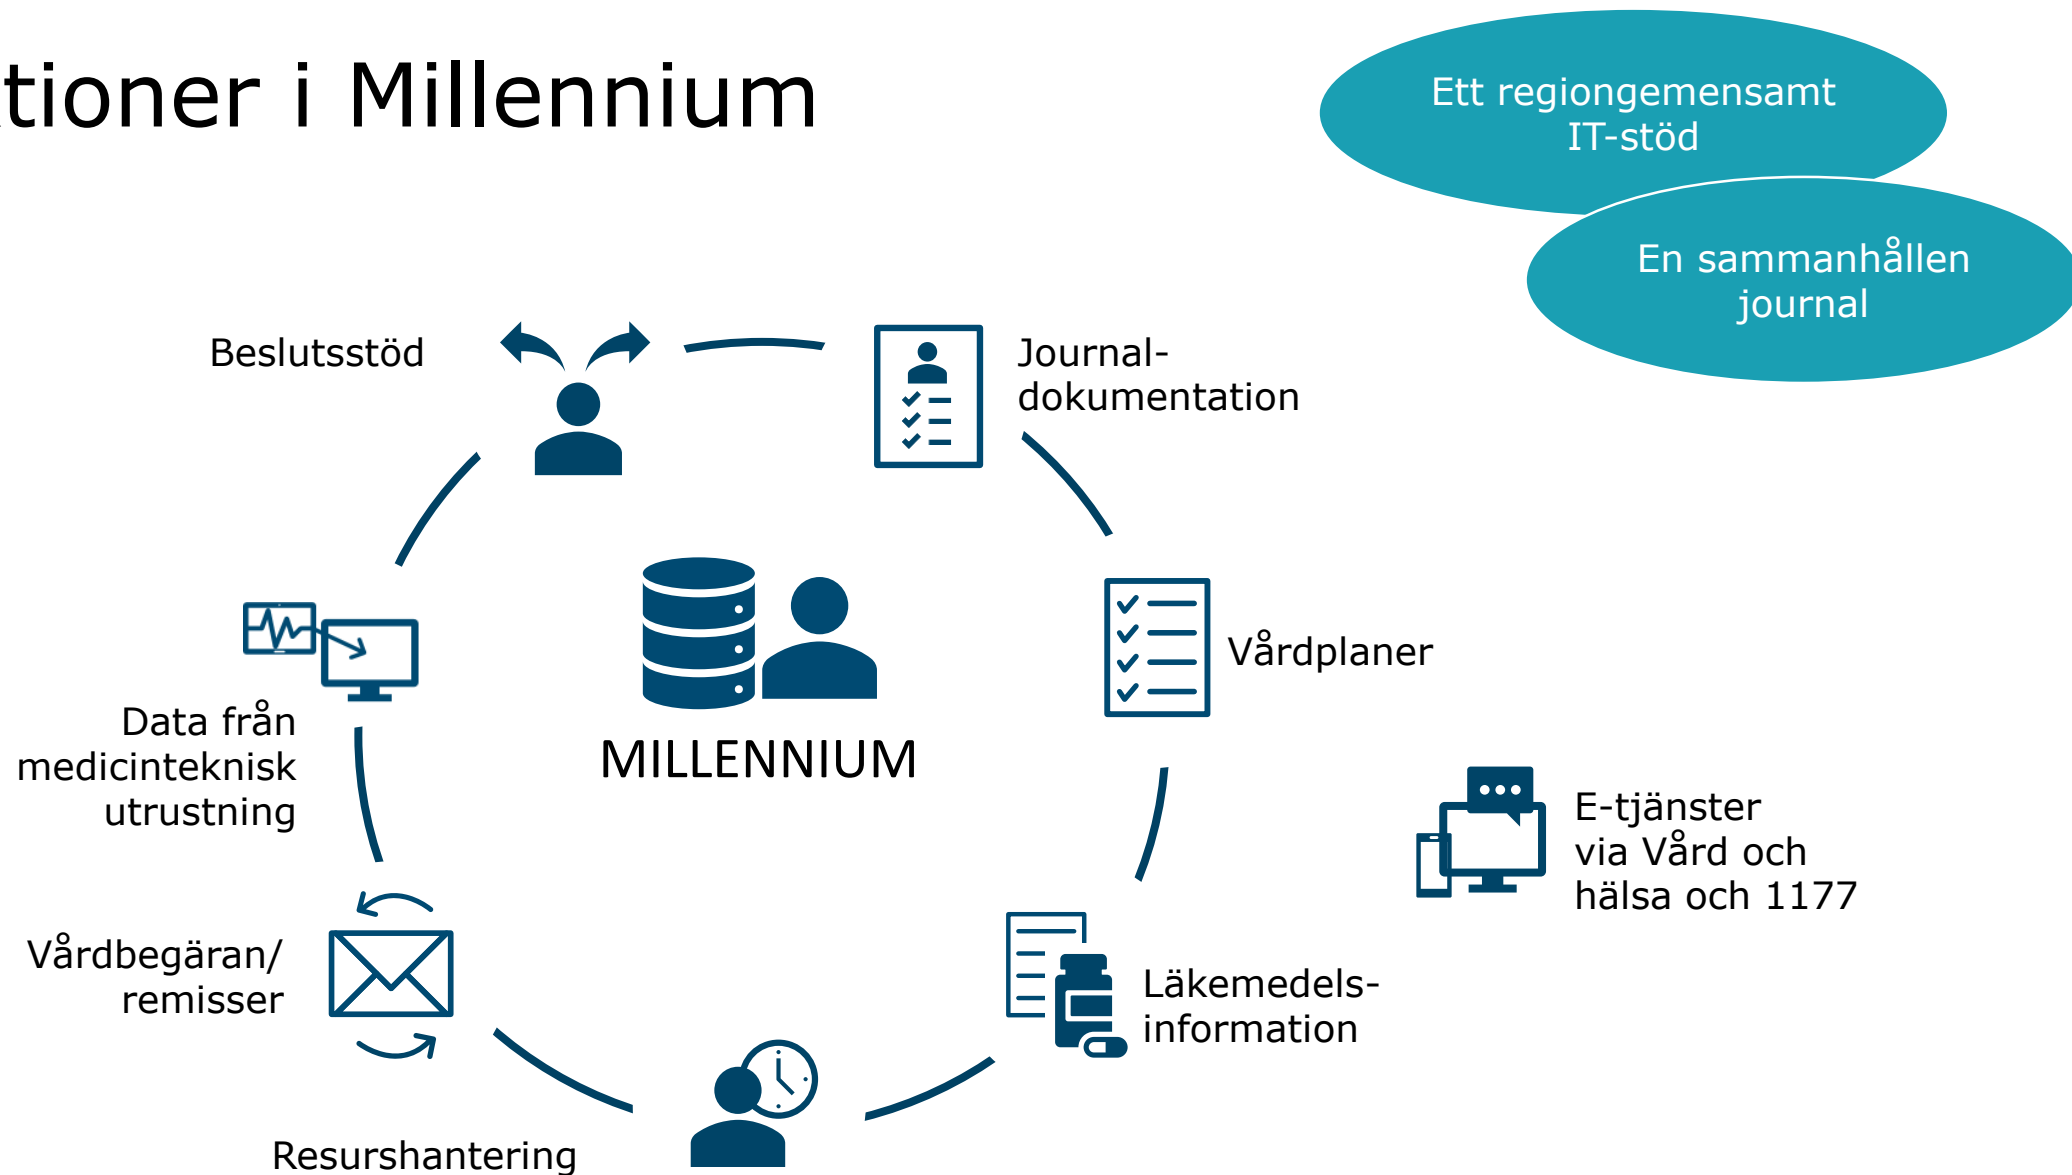 ktioner i Millennium
Ett regiongemensamt
IT-stöd
En sammanhållen
journal
Beslutsstöd
Journal-
dokumentation
Vårdplaner
Data från
medicinteknisk
utrustning
MILLENNIUM
E-tjänster
via Vård och
hälsa och 1177
Vårdbegäran/
remisser
Läkemedels-
information
Resurshantering